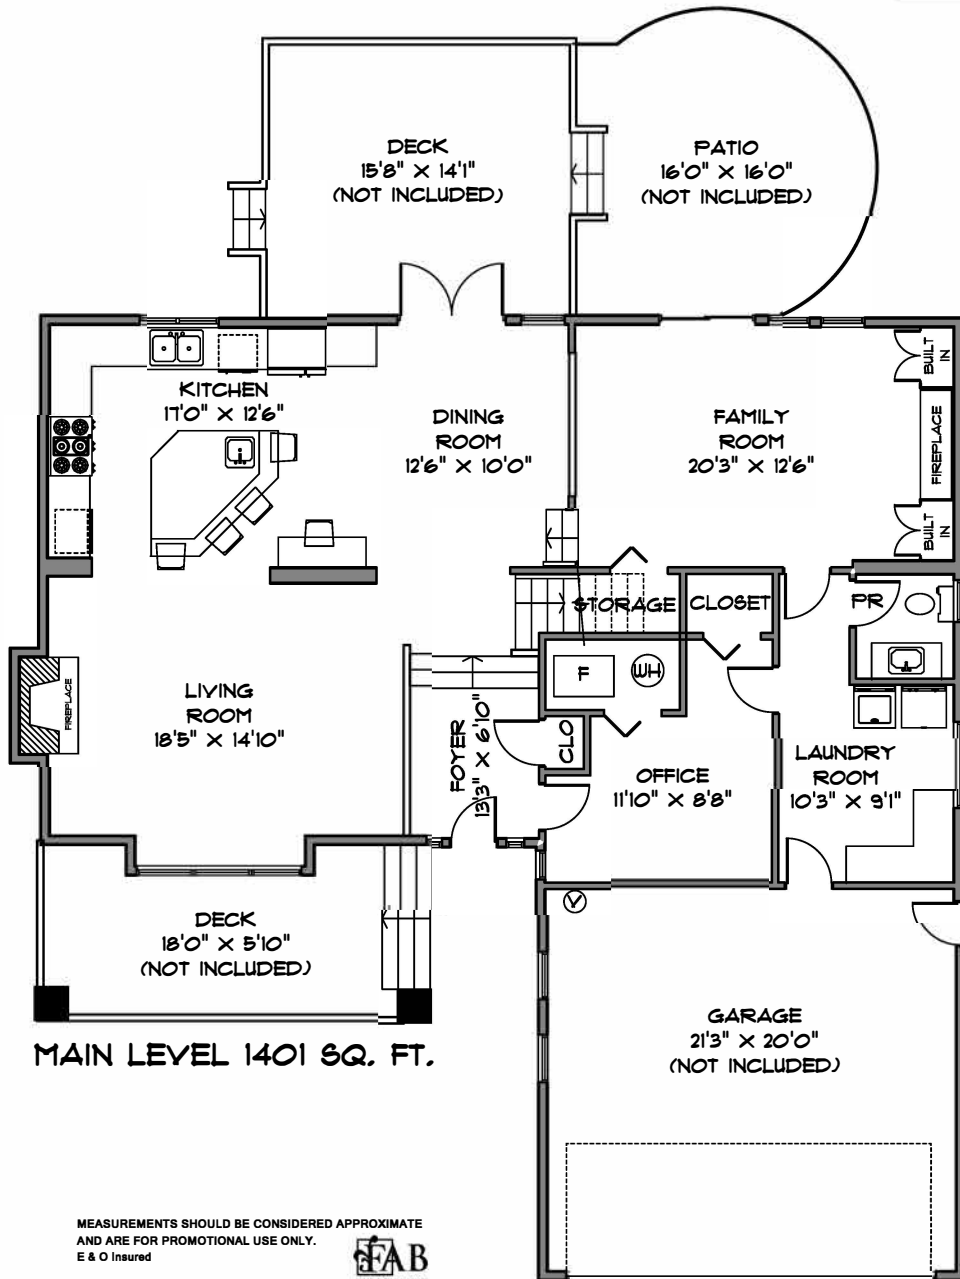 DECK
15'8" X 14'1"
(NOT INCLUDED)
PATIO
16'0" X 16'0"
(NOT INCLUDED)
KITCHEN
17'0" X 12'6"
DINING
ROOM
12'6" X 10'0"
FAMILY
ROOM
20'3" X 12'6"
BUILT
IN
FIREPLACE
BUILT
IN
STORAGE
CLOSET
PR
F
WH
LIVING
ROOM
18'5" X 14'10"
FIREPLACE
FOYER
13'3" X 6'10"
CLO
OFFICE
11'10" X 8'8"
LAUNDRY
ROOM
10'3" X 9'1"
V
DECK
18'0" X 5'10"
(NOT INCLUDED)
GARAGE
21'3" X 20'0"
(NOT INCLUDED)
MAIN LEVEL 1401 SQ. FT.
MEASUREMENTS SHOULD BE CONSIDERED APPROXIMATE
AND ARE FOR PROMOTIONAL USE ONLY.
E & O Insured
FAB